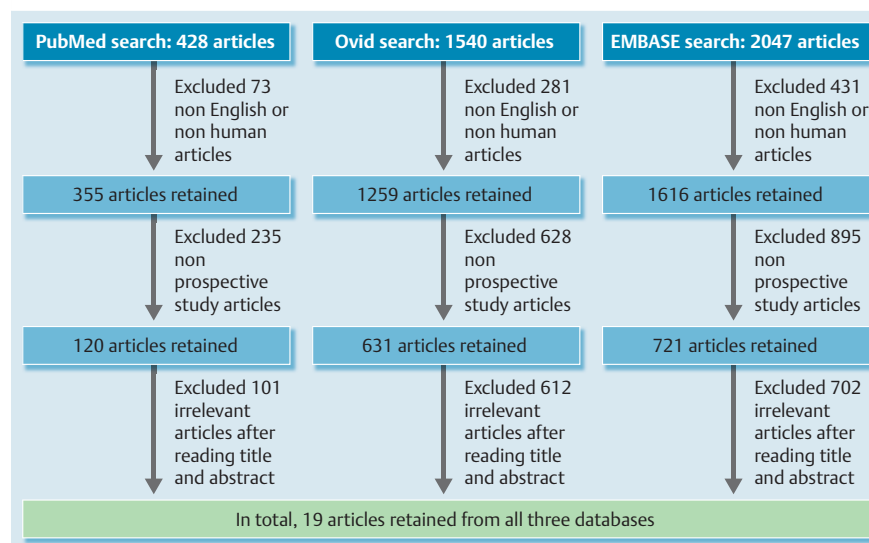 PubMed search: 428 articles
Ovid search: 1540 articles
EMBASE search: 2047 articles
Excluded 73
non English or
non human
articles
Excluded 281
non English or
non human
articles
Excluded 431
non English or
non human
articles
355 articles retained
1259 articles retained
1616 articles retained
Excluded 235
non
prospective
study articles
Excluded 628
non
prospective
study articles
Excluded 895
non
prospective
study articles
120 articles retained
631 articles retained
721 articles retained
Excluded 101
irrelevant
articles after
reading title
and abstract
Excluded 612
irrelevant
articles after
reading title
and abstract
Excluded 702
irrelevant
articles after
reading title
and abstract
In total, 19 articles retained from all three databases